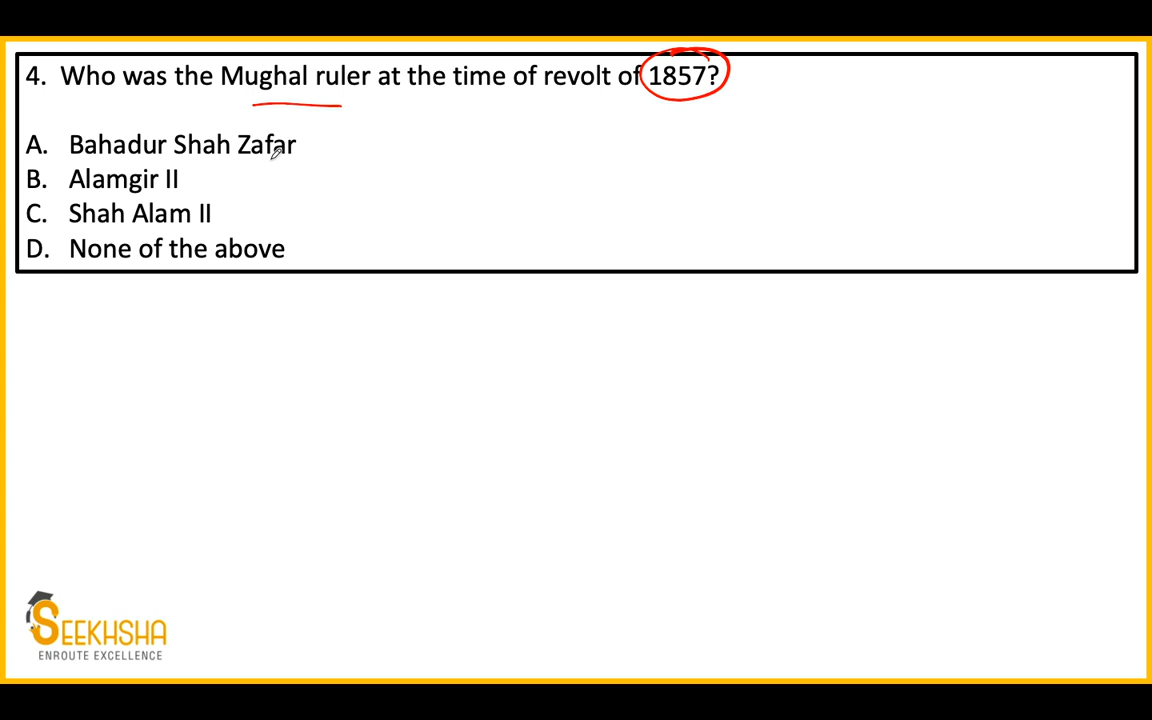 4. Who was the Mughal ruler at the time of revolt of 1857?
A. Bahadur Shah Zafar
B. Alamgir II
C. Shah Alam II
D. None of the above
SEEKHSHA
ENROUTE EXCELLENCE